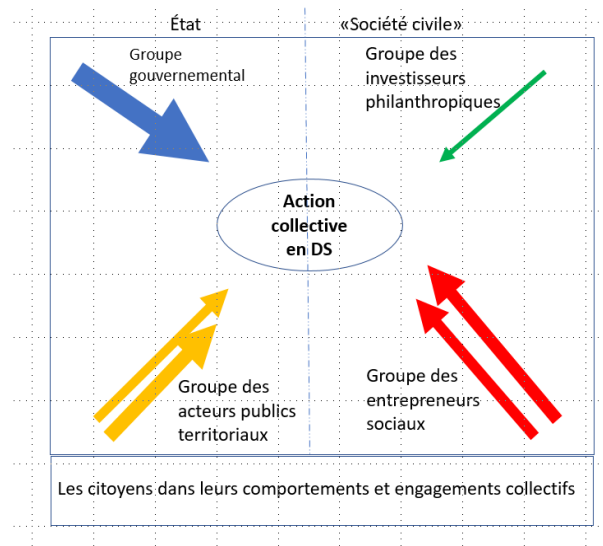 État
«Société civile»
Groupe
gouvernemental
Groupe des
investisseurs
philanthropiques
Action
collective
en DS
Groupe des
acteurs publics
territoriaux
Groupe des
entrepreneurs
sociaux
Les citoyens dans leurs comportements et engagements collectifs